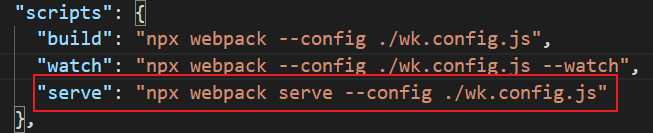 "scripts": {
"build": "npx webpack --config ./wk.config.js",
"watch": "npx webpack --config ./wk.config.js --watch",
"serve": "npx webpack serve --config ./wk.config.js"
},